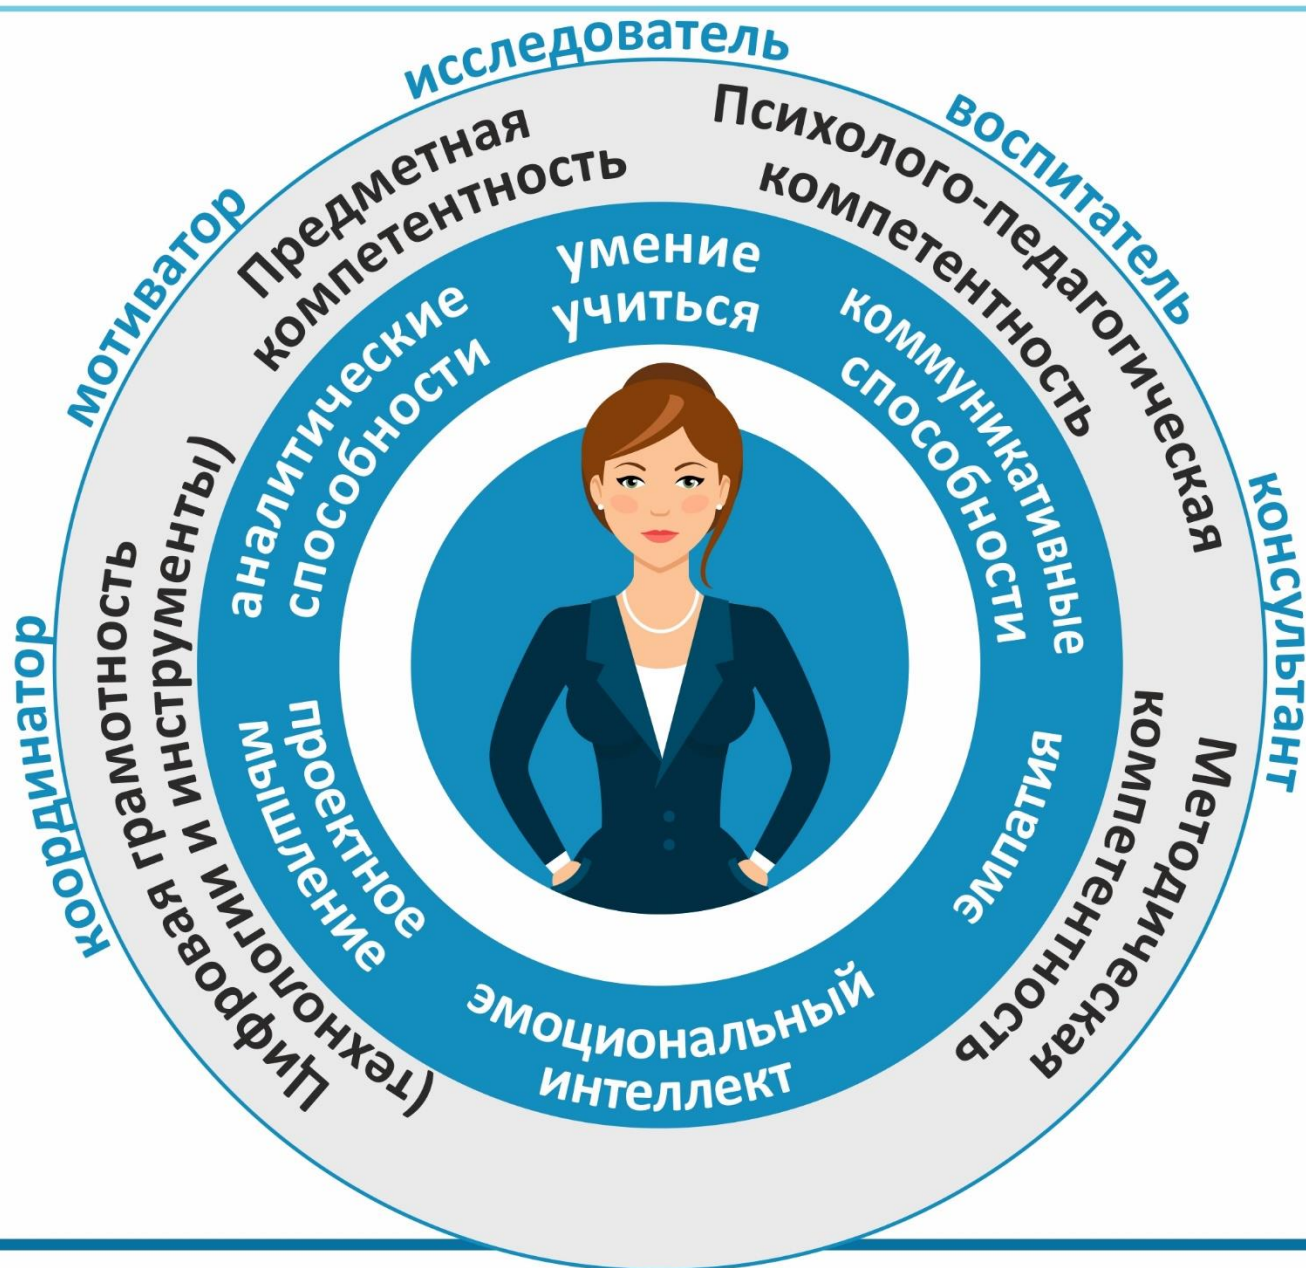 координатор
мотиватор
исследователь
воспитатель
консультант
Цифровая грамотность
(технологии и инструменты)
Предметная
компетентность
Психолого-педагогическая
компетентность
Методическая
компетентность
проектное
мышление
аналитические
способности
умение
учиться
коммуникативные
способности
эмпатия
эмоциональный
интеллект